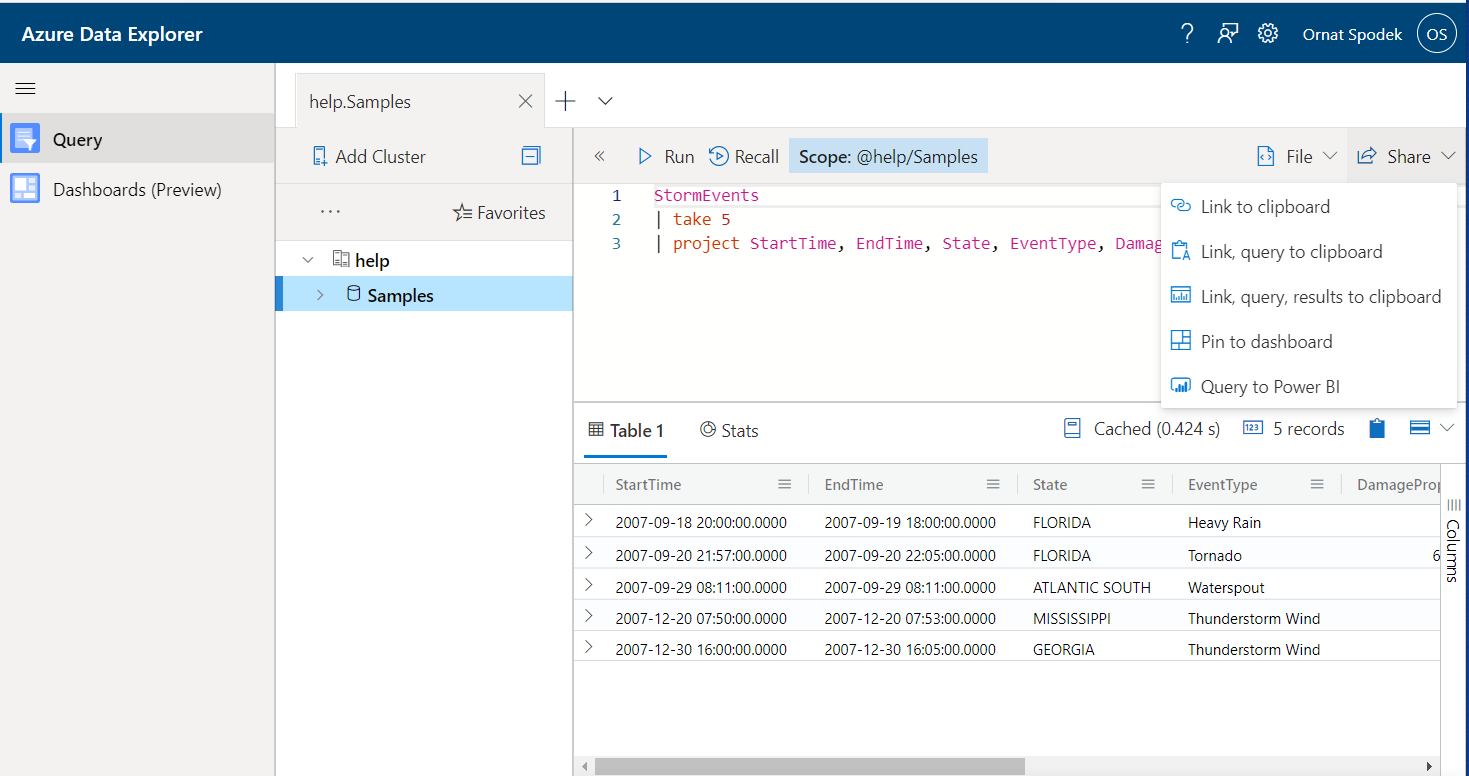 Azure Data Explorer
Ornat Spodek OS
help.Samples
Query
Dashboards (Preview)
Add Cluster
Favorites
help
Samples
Run Recall Scope: @help/Samples File Share
1 StormEvents
2 | take 5
3 | project StartTime, EndTime, State, EventType, Damag
Link to clipboard
Link, query to clipboard
Link, query, results to clipboard
Pin to dashboard
Query to Power BI
Table 1 Stats Cached (0.424 s) 123 5 records
StartTime EndTime State EventType DamageProp
2007-09-18 20:00:00.0000 2007-09-19 18:00:00.0000 FLORIDA Heavy Rain
2007-09-20 21:57:00.0000 2007-09-20 22:05:00.0000 FLORIDA Tornado 6
2007-09-29 08:11:00.0000 2007-09-29 08:11:00.0000 ATLANTIC SOUTH Waterspout
2007-12-20 07:50:00.0000 2007-12-20 07:53:00.0000 MISSISSIPPI Thunderstorm Wind
2007-12-30 16:00:00.0000 2007-12-30 16:05:00.0000 GEORGIA Thunderstorm Wind
Columns